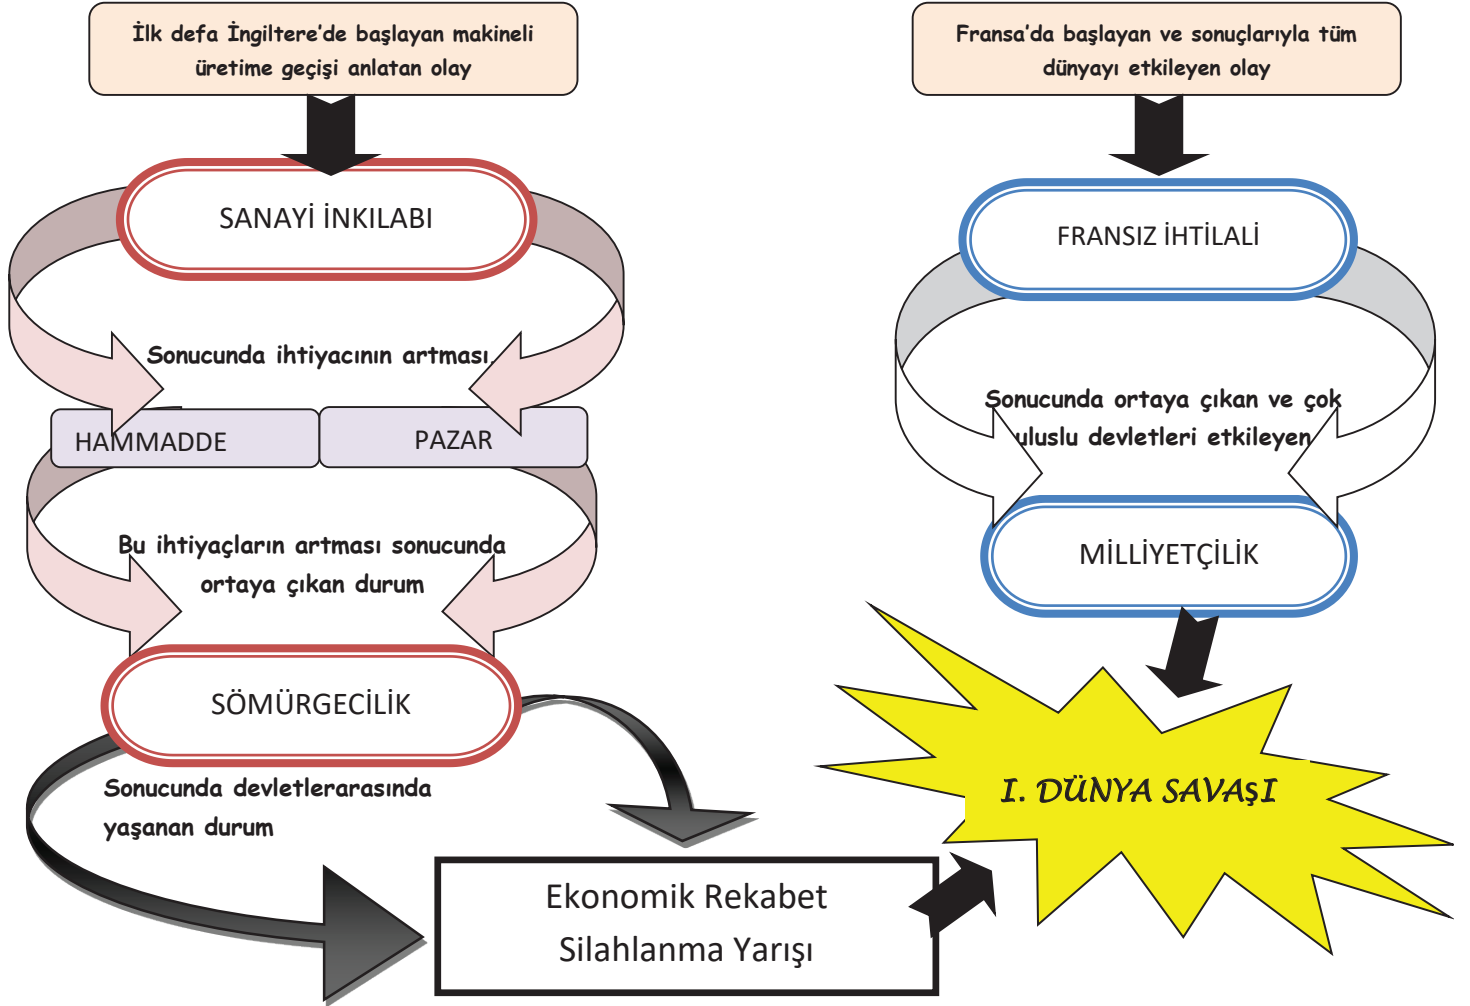 İlk defa İngiltere’de başlayan makineli
üretime geçişi anlatan olay
SANAYİ İNKILABI
Sonucunda ihtiyacının artması.
HAMMADDE
PAZAR
Bu ihtiyaçların artması sonucunda
ortaya çıkan durum
SÖMÜRGECİLİK
Sonucunda devletlerarasında
yaşanan durum
Ekonomik Rekabet
Silahlanma Yarışı
Fransa’da başlayan ve sonuçlarıyla tüm
dünyayı etkileyen olay
FRANSIZ İHTİLALİ
Sonucunda ortaya çıkan ve çok
uluslu devletleri etkileyen
MİLLİYETÇİLİK
I. DÜNYA SAVAŞI